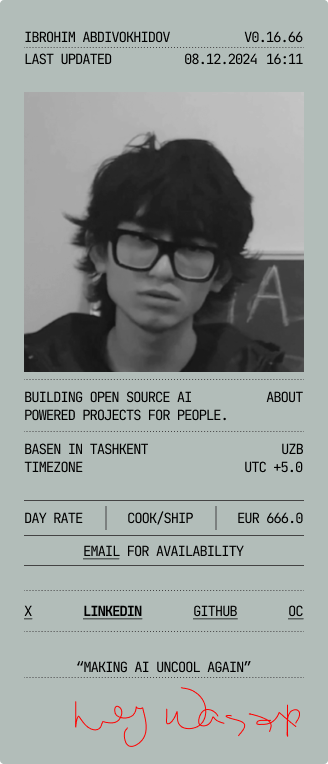 IBROHIM ABDIVOKHIDOV V0.16.66
LAST UPDATED 08.12.2024 16:11
A
BUILDING OPEN SOURCE AI ABOUT
POWERED PROJECTS FOR PEOPLE.
BASEN IN TASHKENT UZB
TIMEZONE UTC +5.0
DAY RATE COOK/SHIP EUR 666.0
EMAIL FOR AVAILABILITY
X LINKEDIN GITHUB OC
“MAKING AI UNCOOL AGAIN”
hey wassap